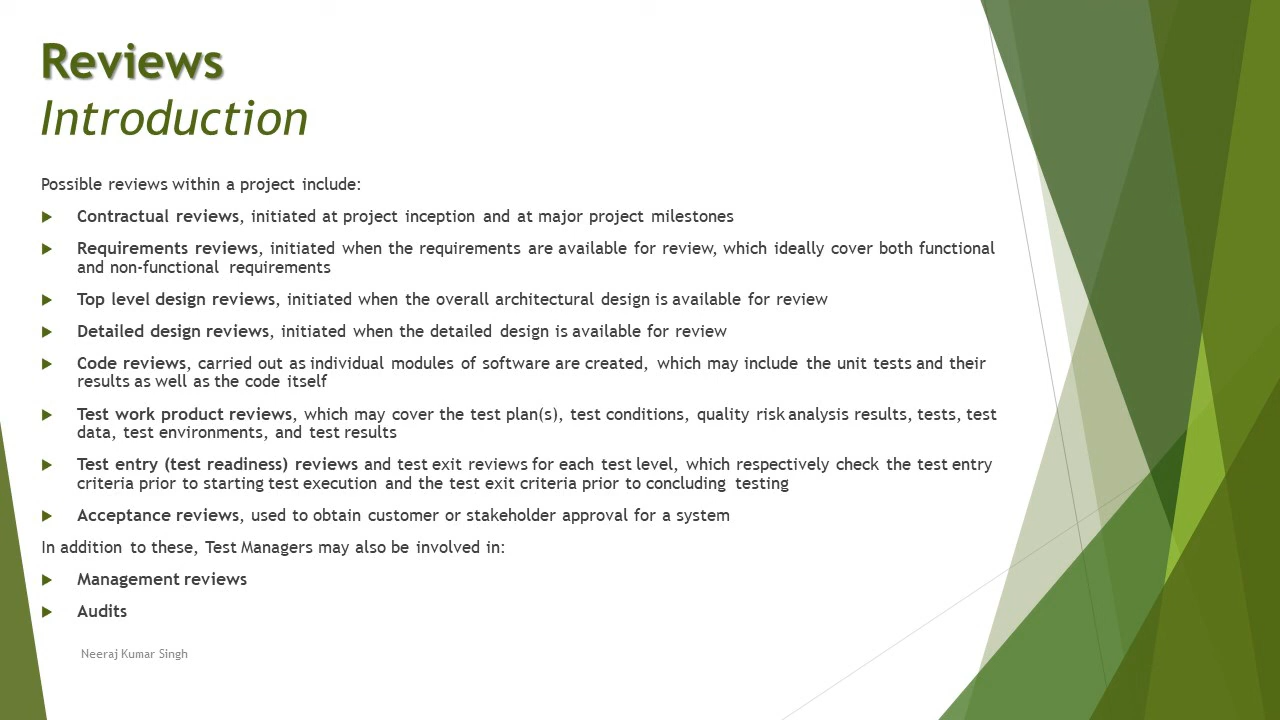 Reviews
Introduction
Possible reviews within a project include:
Contractual reviews, initiated at project inception and at major project milestones
Requirements reviews, initiated when the requirements are available for review, which ideally cover both functional
and non-functional requirements
Top level design reviews, initiated when the overall architectural design is available for review
Detailed design reviews, initiated when the detailed design is available for review
Code reviews, carried out as individual modules of software are created, which may include the unit tests and their
results as well as the code itself
Test work product reviews, which may cover the test plan(s), test conditions, quality risk analysis results, tests, test
data, test environments, and test results
Test entry (test readiness) reviews and test exit reviews for each test level, which respectively check the test entry
criteria prior to starting test execution and the test exit criteria prior to concluding testing
Acceptance reviews, used to obtain customer or stakeholder approval for a system
In addition to these, Test Managers may also be involved in:
Management reviews
Audits
Neeraj Kumar Singh